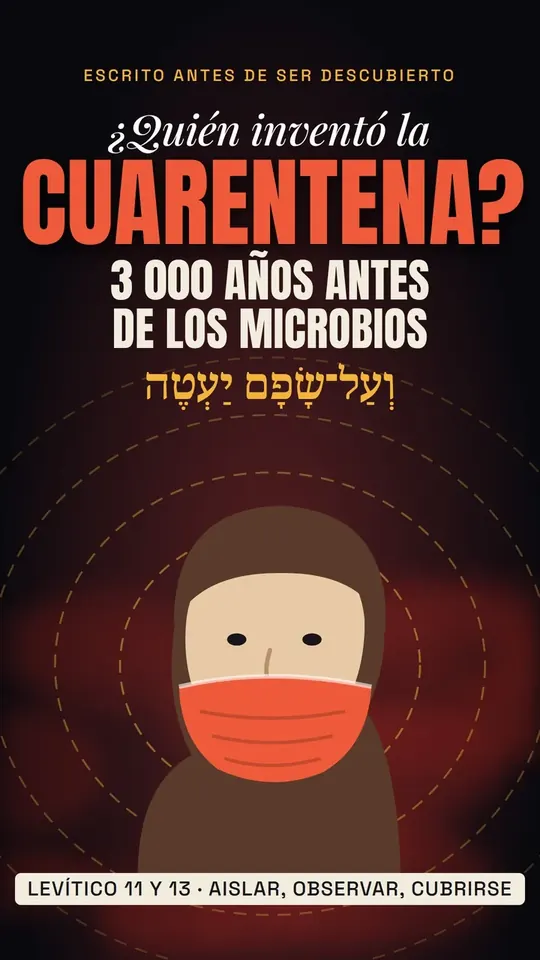 ESCRITO ANTES DE SER DESCUBIERTO
¿Quién inventó la
CUARENTENA?
3 000 AÑOS ANTES
DE LOS MICROBIOS
וְעַל־שָׂפָם יַעְטֶה
LEVÍTICO 11 Y 13 · AISLAR, OBSERVAR, CUBRIRSE